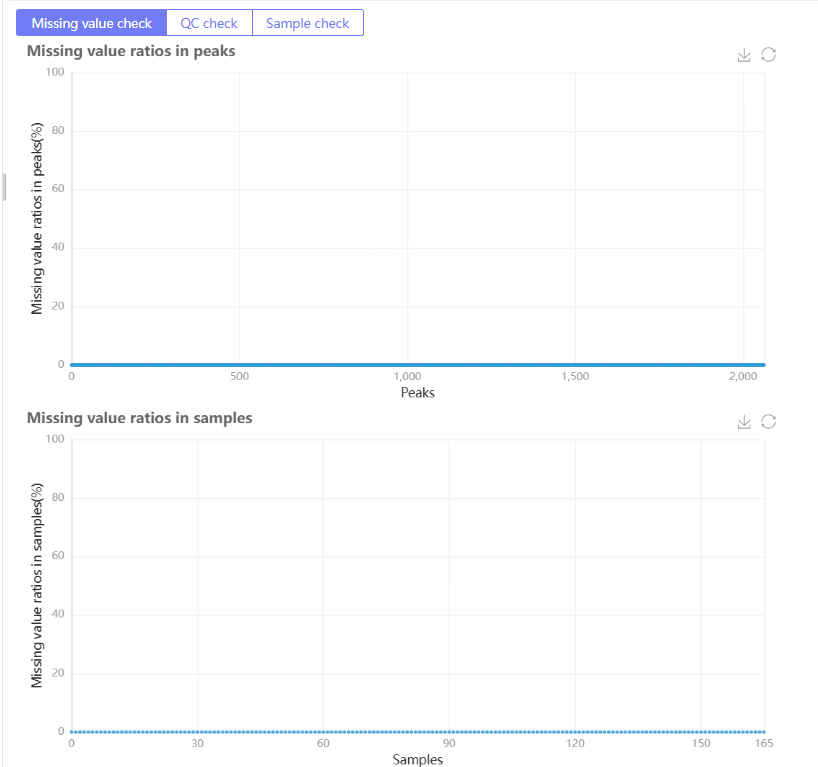 Missing value check QC check Sample check
Missing value ratios in peaks
100
80
60
40
20
0
Missing value ratios in peaks(%)
0 500 1,000 1,500 2,000
Peaks
Missing value ratios in samples
100
80
60
40
20
0
Missing value ratios in samples(%)
0 30 60 90 120 150 165
Samples